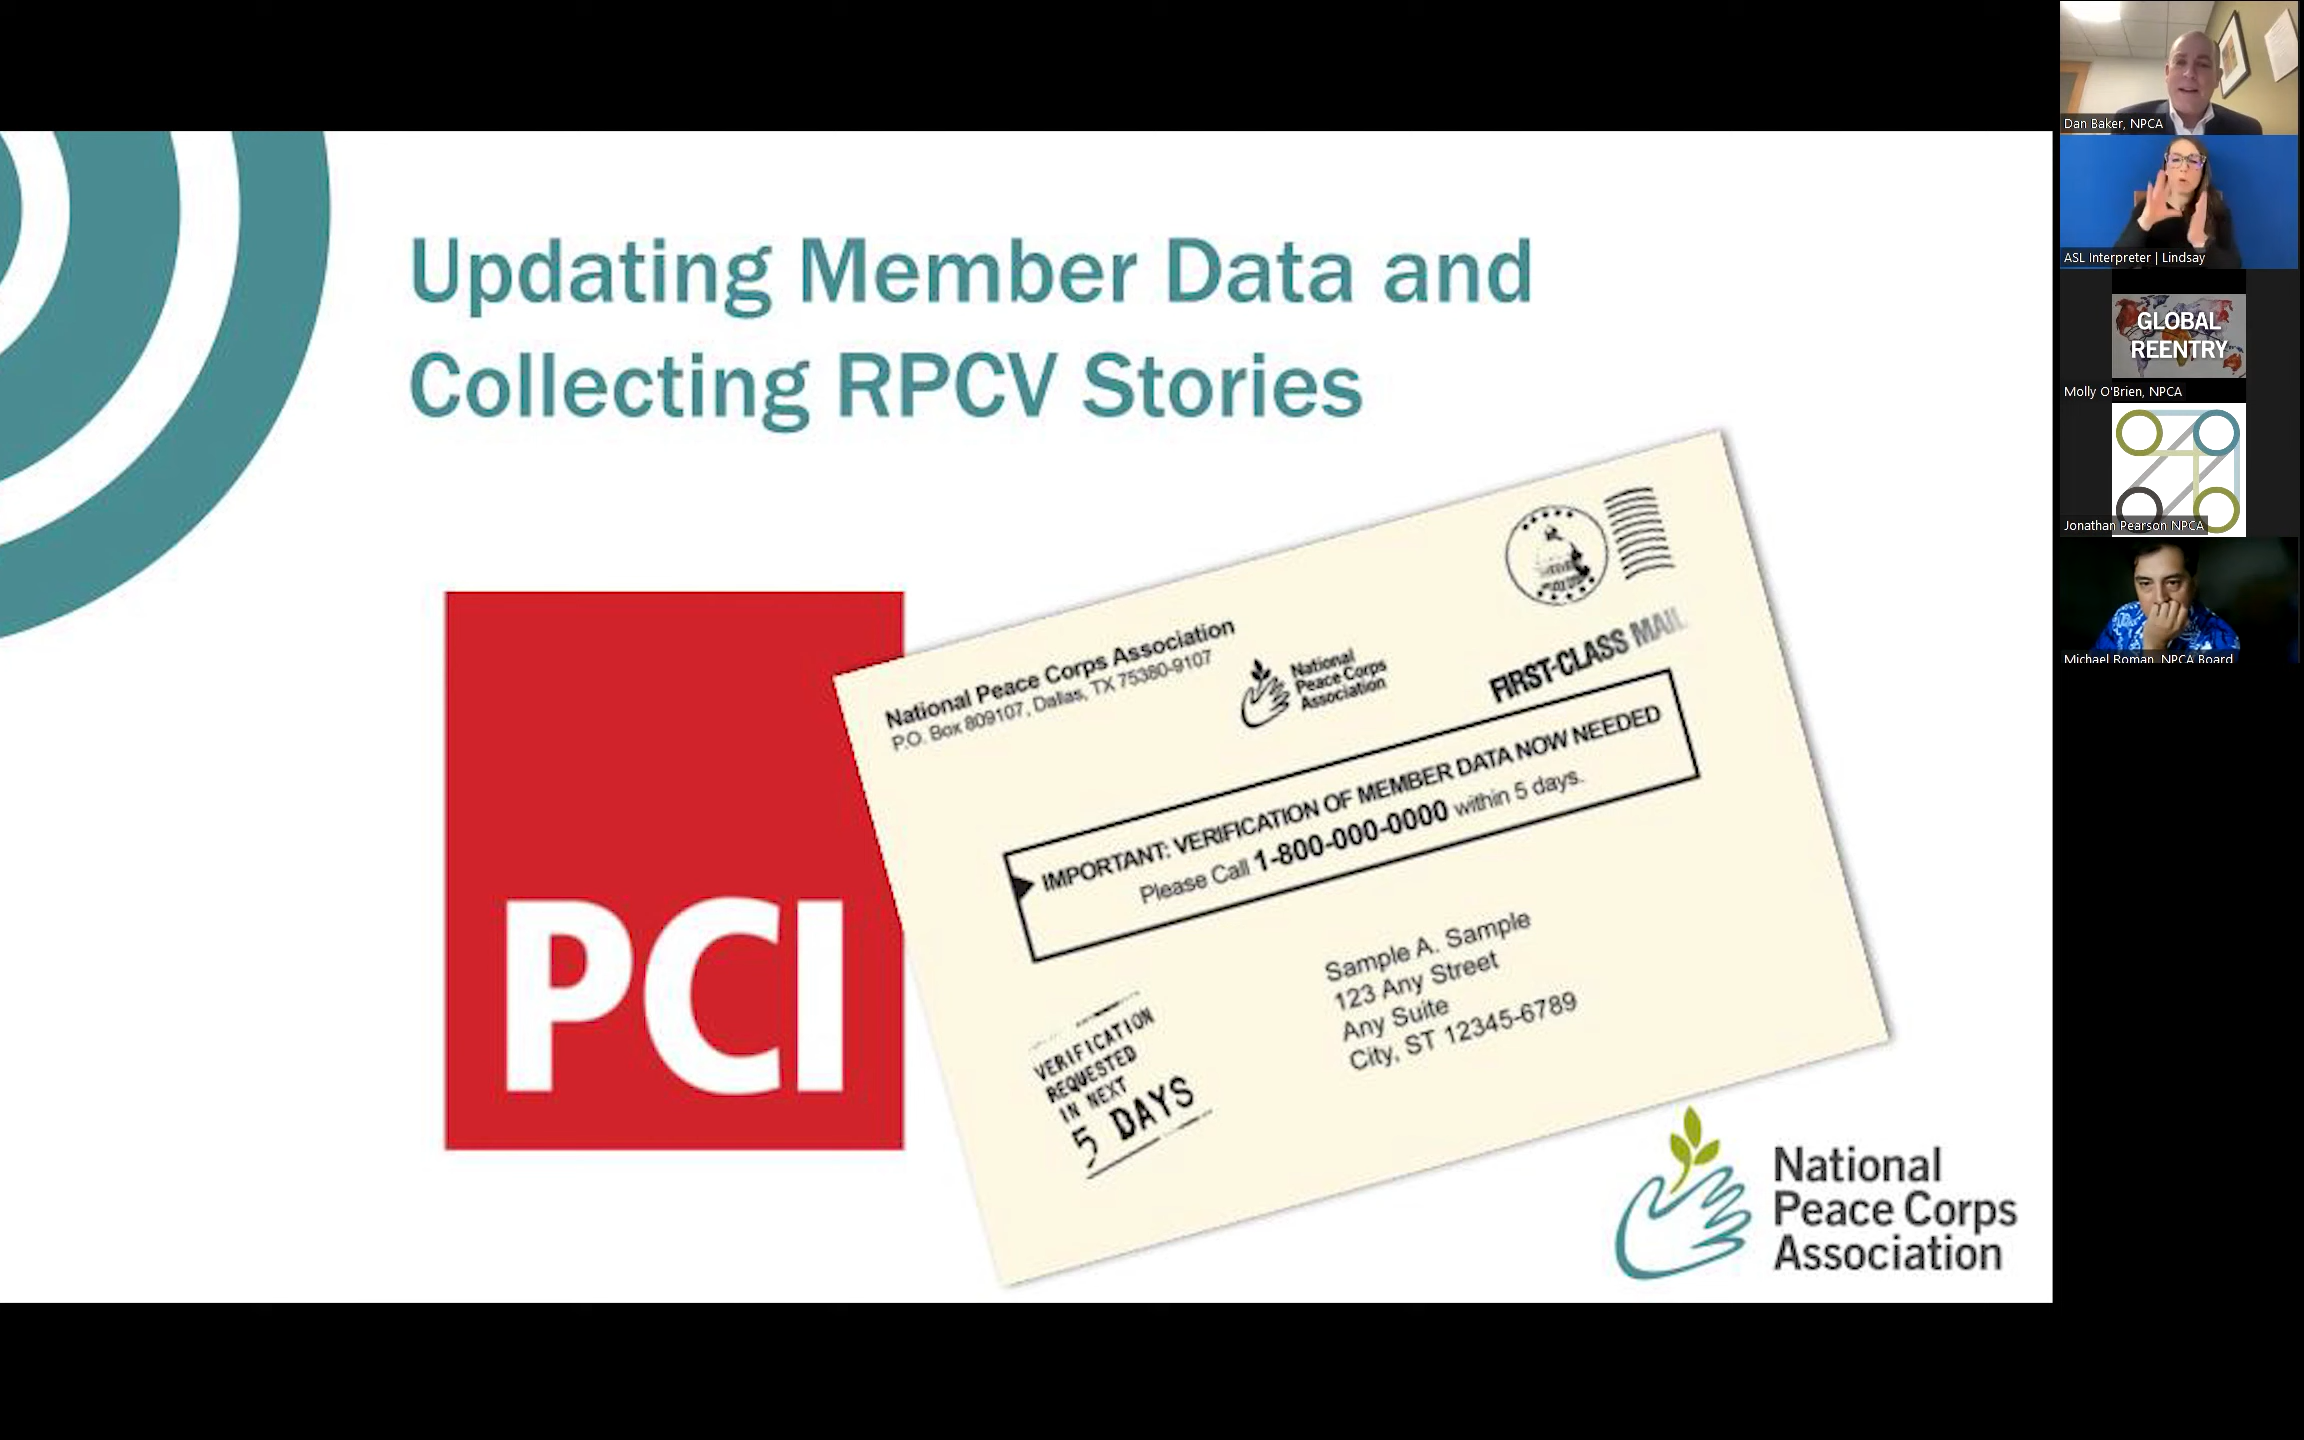 Updating Member Data and
Collecting RPCV Stories
PCI
National Peace Corps Association
P.O. Box 809107, Dallas, TX 75380-9107
National
Peace Corps
Association
FIRST-CLASS MAIL
IMPORTANT: VERIFICATION OF MEMBER DATA NOW NEEDED
Please Call 1-800-000-0000 within 5 days.
Sample A. Sample
123 Any Street
Any Suite
City, ST 12345-6789
VERIFICATION
REQUESTED
IN NEXT
5 DAYS
National
Peace Corps
Association
Dan Baker, NPCA
ASL Interpreter | Lindsay
GLOBAL
REENTRY
Molly O'Brien, NPCA
Jonathan Pearson NPCA
Michael Roman, NPCA Board